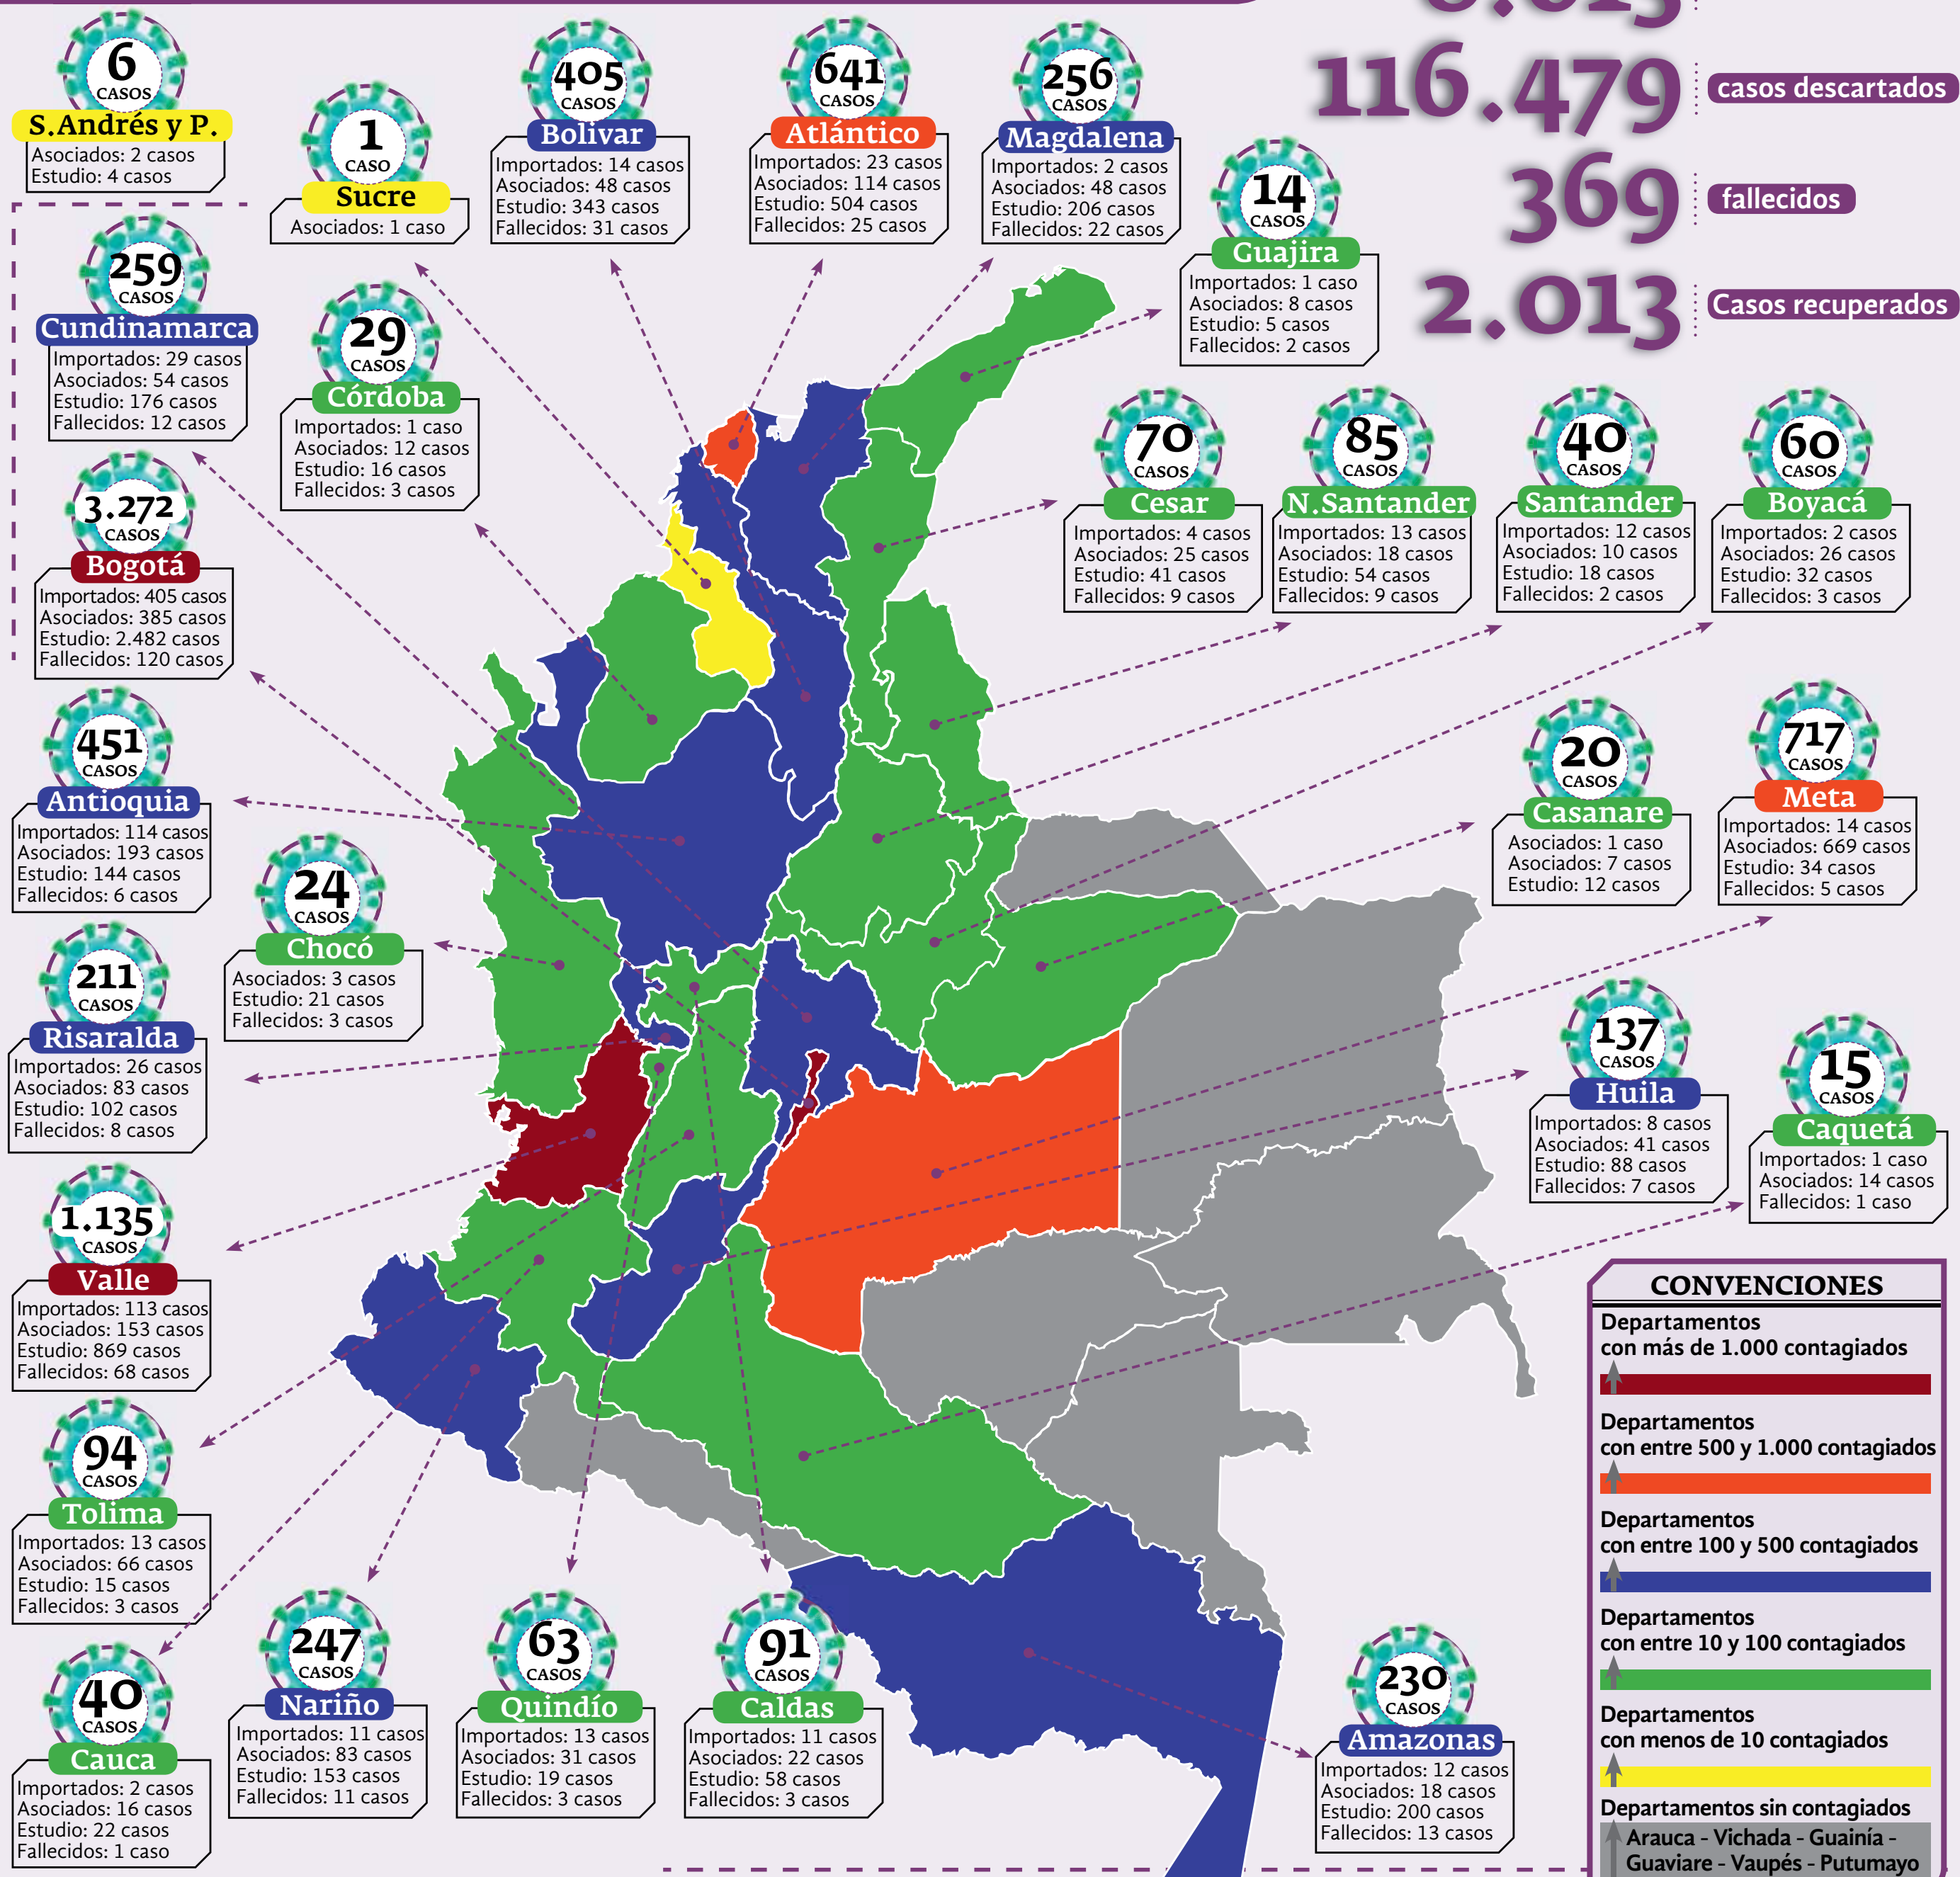 116.479
casos descartados
369
fallecidos
2.013
Casos recuperados
6
CASOS
S.Andrés y P.
Asociados: 2 casos
Estudio: 4 casos
1
CASO
Sucre
Asociados: 1 caso
405
CASOS
Bolivar
Importados: 14 casos
Asociados: 48 casos
Estudio: 343 casos
Fallecidos: 31 casos
641
CASOS
Atlántico
Importados: 23 casos
Asociados: 114 casos
Estudio: 504 casos
Fallecidos: 25 casos
256
CASOS
Magdalena
Importados: 2 casos
Asociados: 48 casos
Estudio: 206 casos
Fallecidos: 22 casos
14
CASOS
Guajira
Importados: 1 caso
Asociados: 8 casos
Estudio: 5 casos
Fallecidos: 2 casos
259
CASOS
Cundinamarca
Importados: 29 casos
Asociados: 54 casos
Estudio: 176 casos
Fallecidos: 12 casos
29
CASOS
Córdoba
Importados: 1 caso
Asociados: 12 casos
Estudio: 16 casos
Fallecidos: 3 casos
70
CASOS
Cesar
Importados: 4 casos
Asociados: 25 casos
Estudio: 41 casos
Fallecidos: 9 casos
85
CASOS
N.Santander
Importados: 13 casos
Asociados: 18 casos
Estudio: 54 casos
Fallecidos: 9 casos
40
CASOS
Santander
Importados: 12 casos
Asociados: 10 casos
Estudio: 18 casos
Fallecidos: 2 casos
60
CASOS
Boyacá
Importados: 2 casos
Asociados: 26 casos
Estudio: 32 casos
Fallecidos: 3 casos
3.272
CASOS
Bogotá
Importados: 405 casos
Asociados: 385 casos
Estudio: 2.482 casos
Fallecidos: 120 casos
451
CASOS
Antioquia
Importados: 114 casos
Asociados: 193 casos
Estudio: 144 casos
Fallecidos: 6 casos
24
CASOS
Chocó
Asociados: 3 casos
Estudio: 21 casos
Fallecidos: 3 casos
20
CASOS
Casanare
Asociados: 1 caso
Asociados: 7 casos
Estudio: 12 casos
717
CASOS
Meta
Importados: 14 casos
Asociados: 669 casos
Estudio: 34 casos
Fallecidos: 5 casos
211
CASOS
Risaralda
Importados: 26 casos
Asociados: 83 casos
Estudio: 102 casos
Fallecidos: 8 casos
137
CASOS
Huila
Importados: 8 casos
Asociados: 41 casos
Estudio: 88 casos
Fallecidos: 7 casos
15
CASOS
Caquetá
Importados: 1 caso
Asociados: 14 casos
Fallecidos: 1 caso
1.135
CASOS
Valle
Importados: 113 casos
Asociados: 153 casos
Estudio: 869 casos
Fallecidos: 68 casos
94
CASOS
Tolima
Importados: 13 casos
Asociados: 66 casos
Estudio: 15 casos
Fallecidos: 3 casos
40
CASOS
Cauca
Importados: 2 casos
Asociados: 16 casos
Estudio: 22 casos
Fallecidos: 1 caso
247
CASOS
Nariño
Importados: 11 casos
Asociados: 83 casos
Estudio: 153 casos
Fallecidos: 11 casos
63
CASOS
Quindío
Importados: 13 casos
Asociados: 31 casos
Estudio: 19 casos
Fallecidos: 3 casos
91
CASOS
Caldas
Importados: 11 casos
Asociados: 22 casos
Estudio: 58 casos
Fallecidos: 3 casos
230
CASOS
Amazonas
Importados: 12 casos
Asociados: 18 casos
Estudio: 200 casos
Fallecidos: 13 casos
CONVENCIONES
Departamentos
con más de 1.000 contagiados
Departamentos
con entre 500 y 1.000 contagiados
Departamentos
con entre 100 y 500 contagiados
Departamentos
con entre 10 y 100 contagiados
Departamentos
con menos de 10 contagiados
Departamentos sin contagiados
Arauca - Vichada - Guainía -
Guaviare - Vaupés - Putumayo